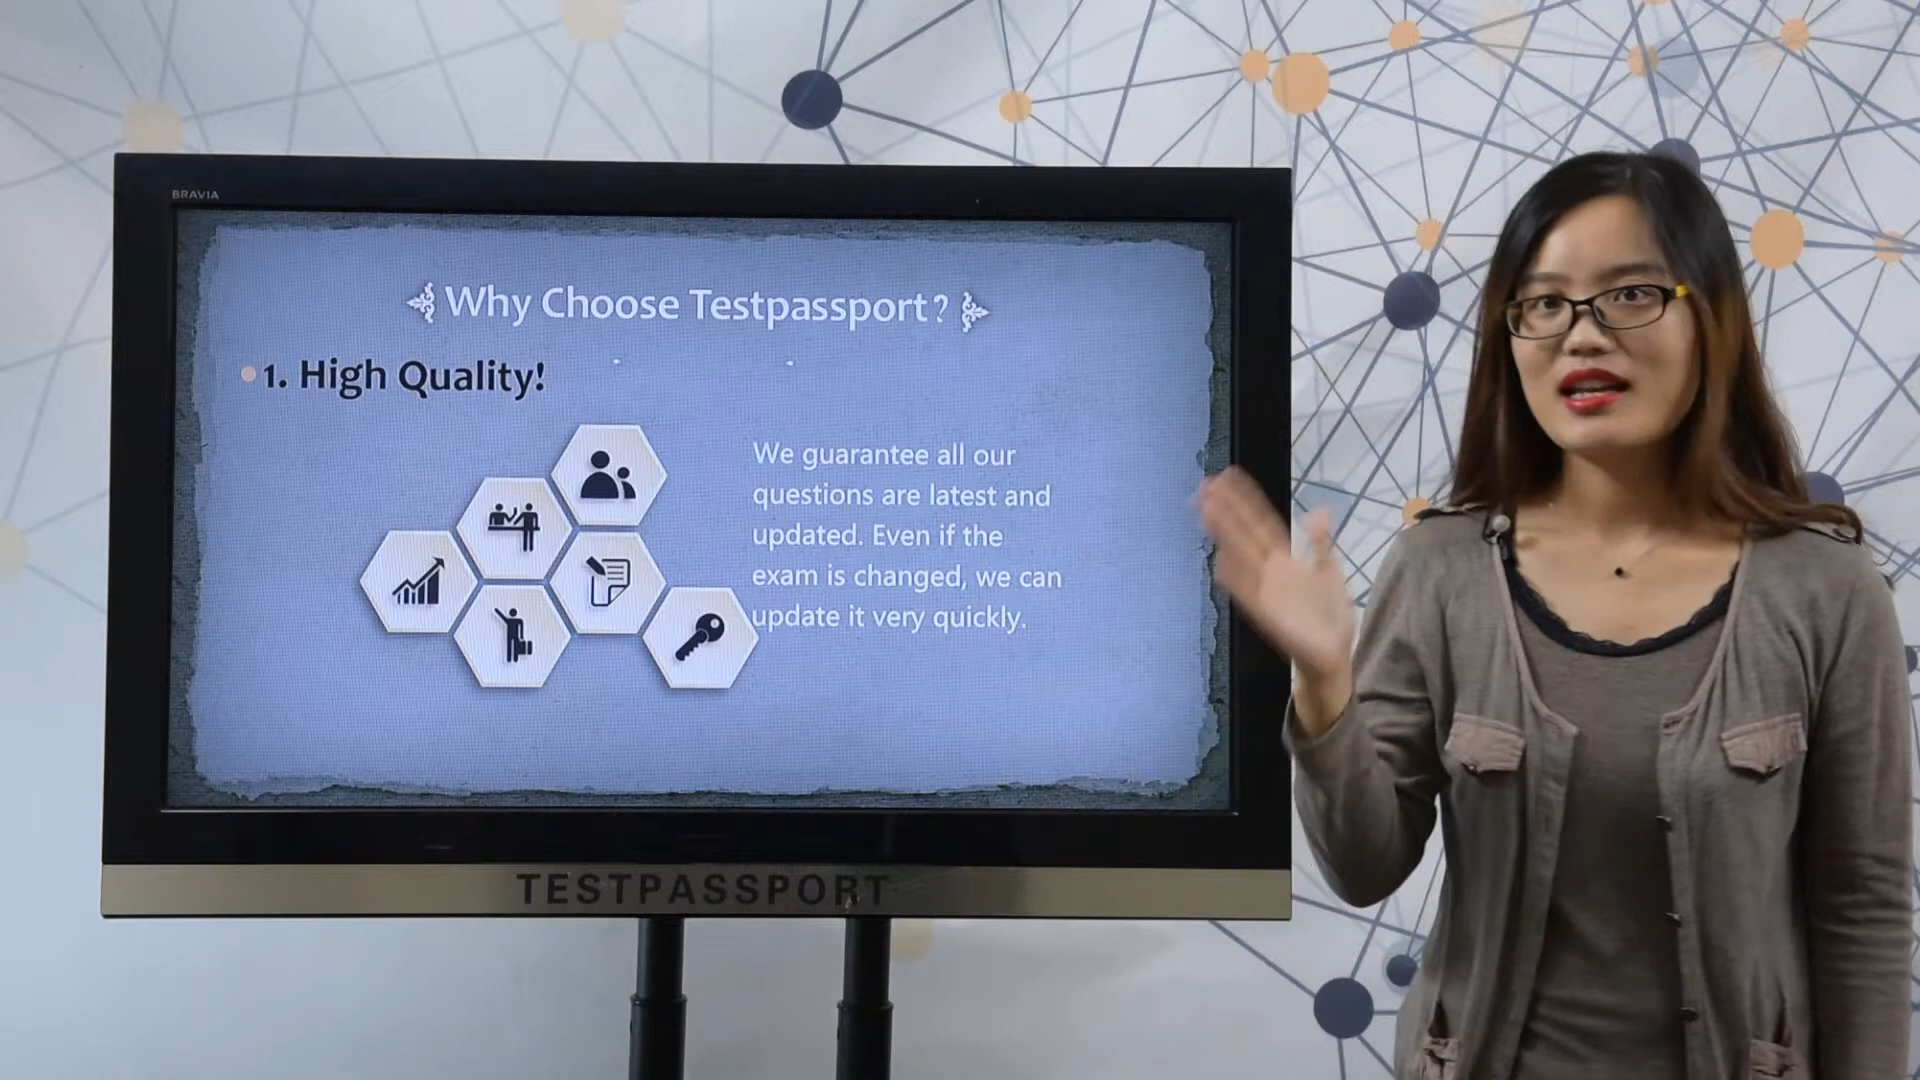 BRAVIA
Why Choose Testpassport?
1. High Quality!
We guarantee all our
questions are latest and
updated. Even if the
exam is changed, we can
update it very quickly.
TESTPASSPORT